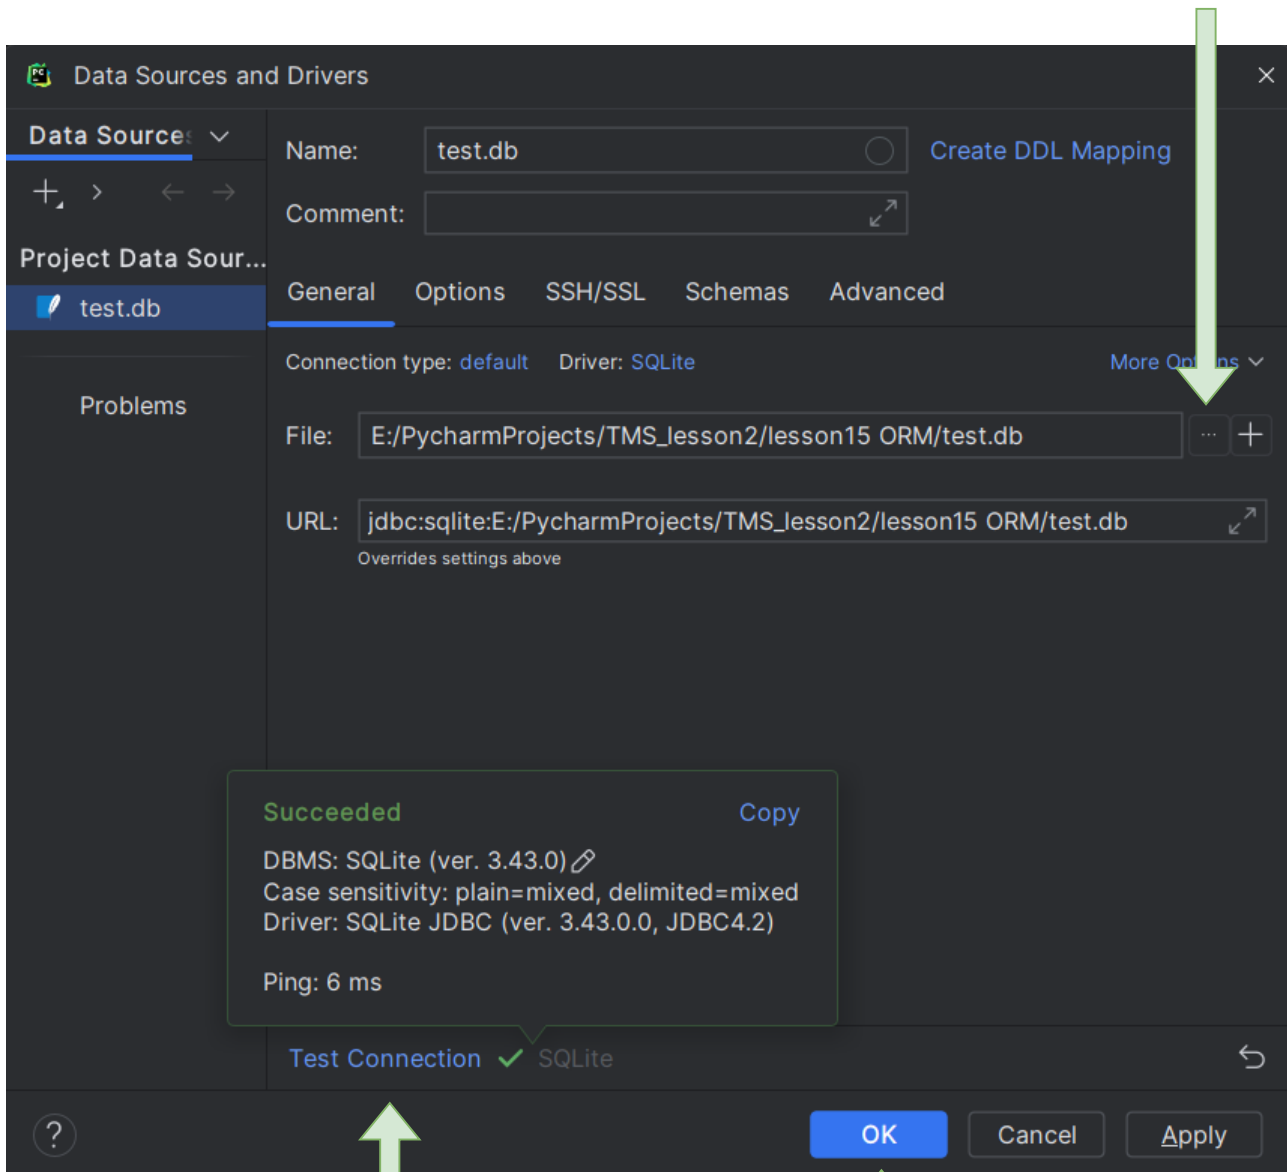 Data Sources and Drivers
Data Source
Name: test.db Create DDL Mapping
Comment:
Project Data Sour...
test.db
General Options SSH/SSL Schemas Advanced
Connection type: default Driver: SQLite More Options
Problems
File: E:/PycharmProjects/TMS_lesson2/lesson15 ORM/test.db ...
URL: jdbc:sqlite:E:/PycharmProjects/TMS_lesson2/lesson15 ORM/test.db
Overrides settings above
Succeeded Copy
DBMS: SQLite (ver. 3.43.0)
Case sensitivity: plain=mixed, delimited=mixed
Driver: SQLite JDBC (ver. 3.43.0.0, JDBC4.2)
Ping: 6 ms
Test Connection SQLite
? OK Cancel Apply